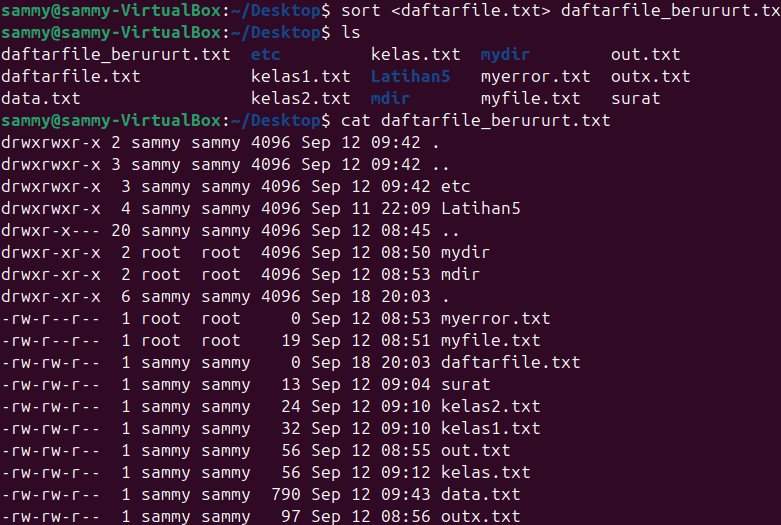 sammy@sammy-VirtualBox:~/Desktop$ sort <daftarfile.txt> daftarfile_berururt.tx
sammy@sammy-VirtualBox:~/Desktop$ ls
daftarfile_berururt.txt  etc         kelas.txt  mydir        out.txt
daftarfile.txt           kelas1.txt  Latihan5   myerror.txt  outx.txt
data.txt                 kelas2.txt  mdir       myfile.txt   surat
sammy@sammy-VirtualBox:~/Desktop$ cat daftarfile_berururt.txt
drwxrwxr-x 2 sammy sammy 4096 Sep 12 09:42 .
drwxrwxr-x 3 sammy sammy 4096 Sep 12 09:42 ..
drwxrwxr-x  3 sammy sammy 4096 Sep 12 09:42 etc
drwxrwxr-x  4 sammy sammy 4096 Sep 11 22:09 Latihan5
drwxr-x--- 20 sammy sammy 4096 Sep 12 08:45 ..
drwxr-xr-x  2 root  root  4096 Sep 12 08:50 mydir
drwxr-xr-x  2 root  root  4096 Sep 12 08:53 mdir
drwxr-xr-x  6 sammy sammy 4096 Sep 18 20:03 .
-rw-r--r--  1 root  root     0 Sep 12 08:53 myerror.txt
-rw-r--r--  1 root  root    19 Sep 12 08:51 myfile.txt
-rw-rw-r--  1 sammy sammy    0 Sep 18 20:03 daftarfile.txt
-rw-rw-r--  1 sammy sammy   13 Sep 12 09:04 surat
-rw-rw-r--  1 sammy sammy   24 Sep 12 09:10 kelas2.txt
-rw-rw-r--  1 sammy sammy   32 Sep 12 09:10 kelas1.txt
-rw-rw-r--  1 sammy sammy   56 Sep 12 08:55 out.txt
-rw-rw-r--  1 sammy sammy   56 Sep 12 09:12 kelas.txt
-rw-rw-r--  1 sammy sammy  790 Sep 12 09:43 data.txt
-rw-rw-r--  1 sammy sammy   97 Sep 12 08:56 outx.txt